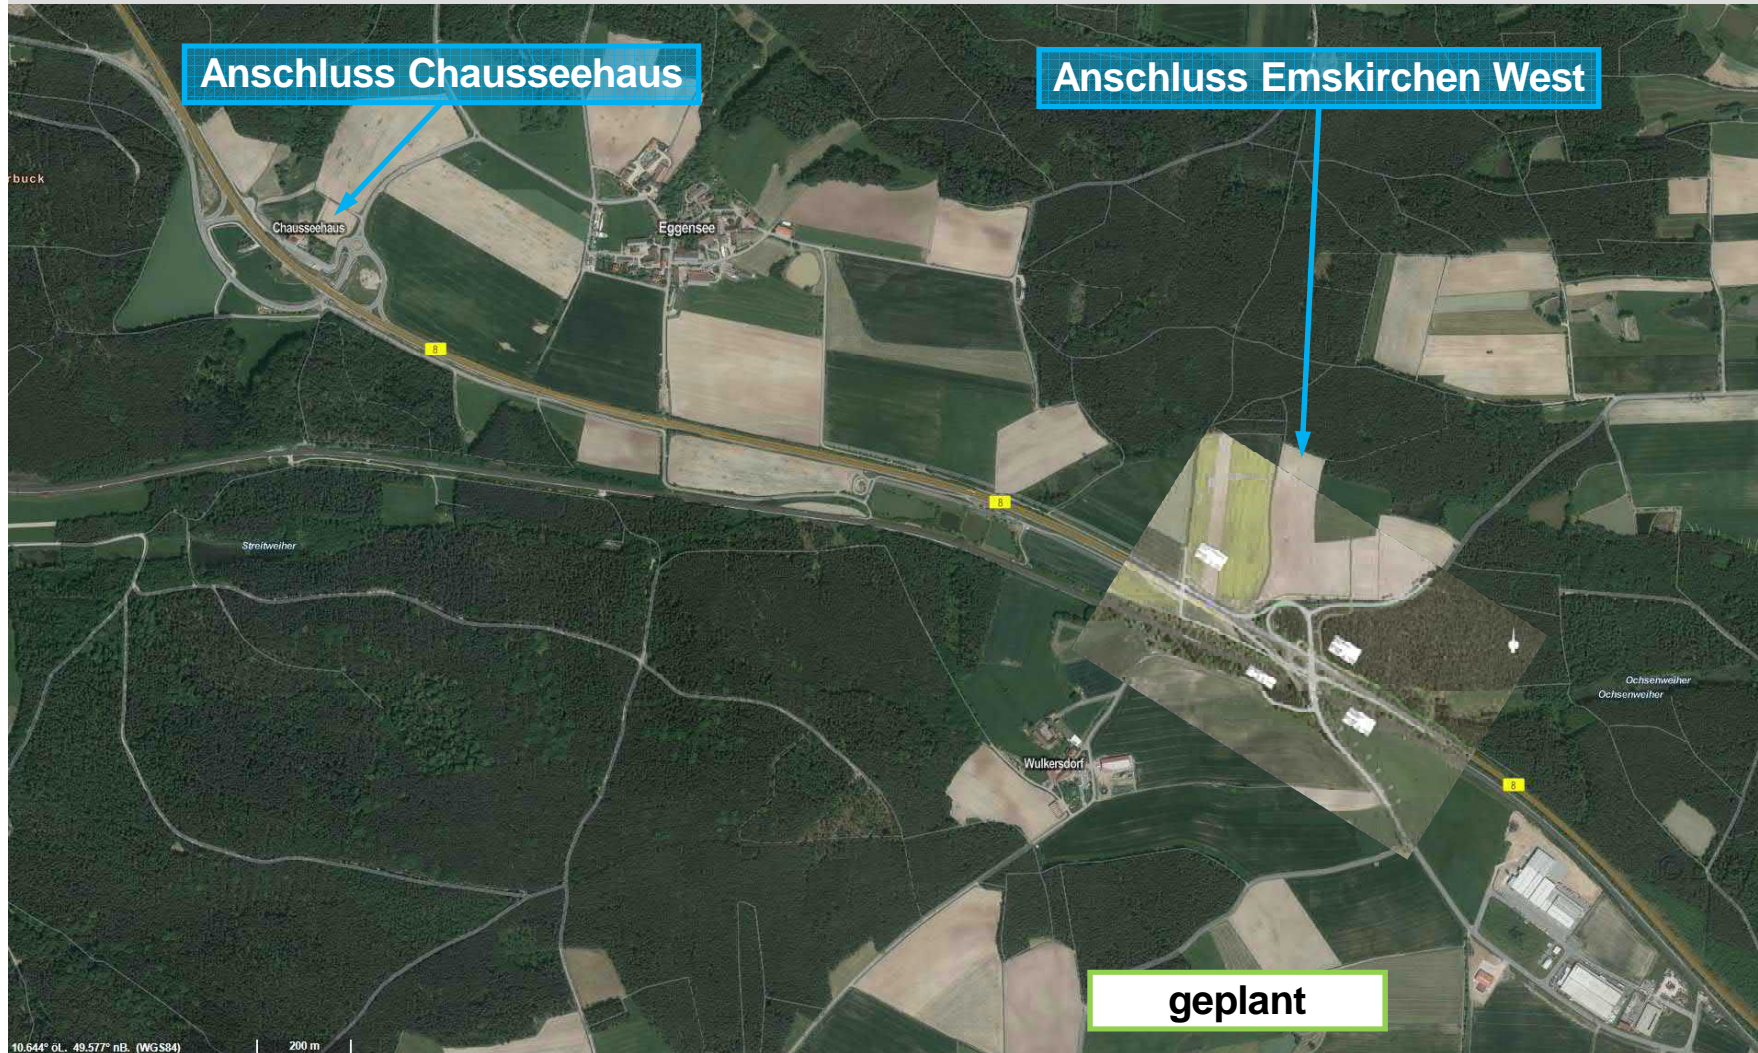 Anschluss Chausseehaus
Anschluss Emskirchen West
rbuck
Chausseehaus
Eggensee
8
8
Streitweiher
Ochsenweiher
Ochsenweiher
Wulkersdorf
8
geplant
10.644° öL. 49.577° nB. (WGS84)
200 m